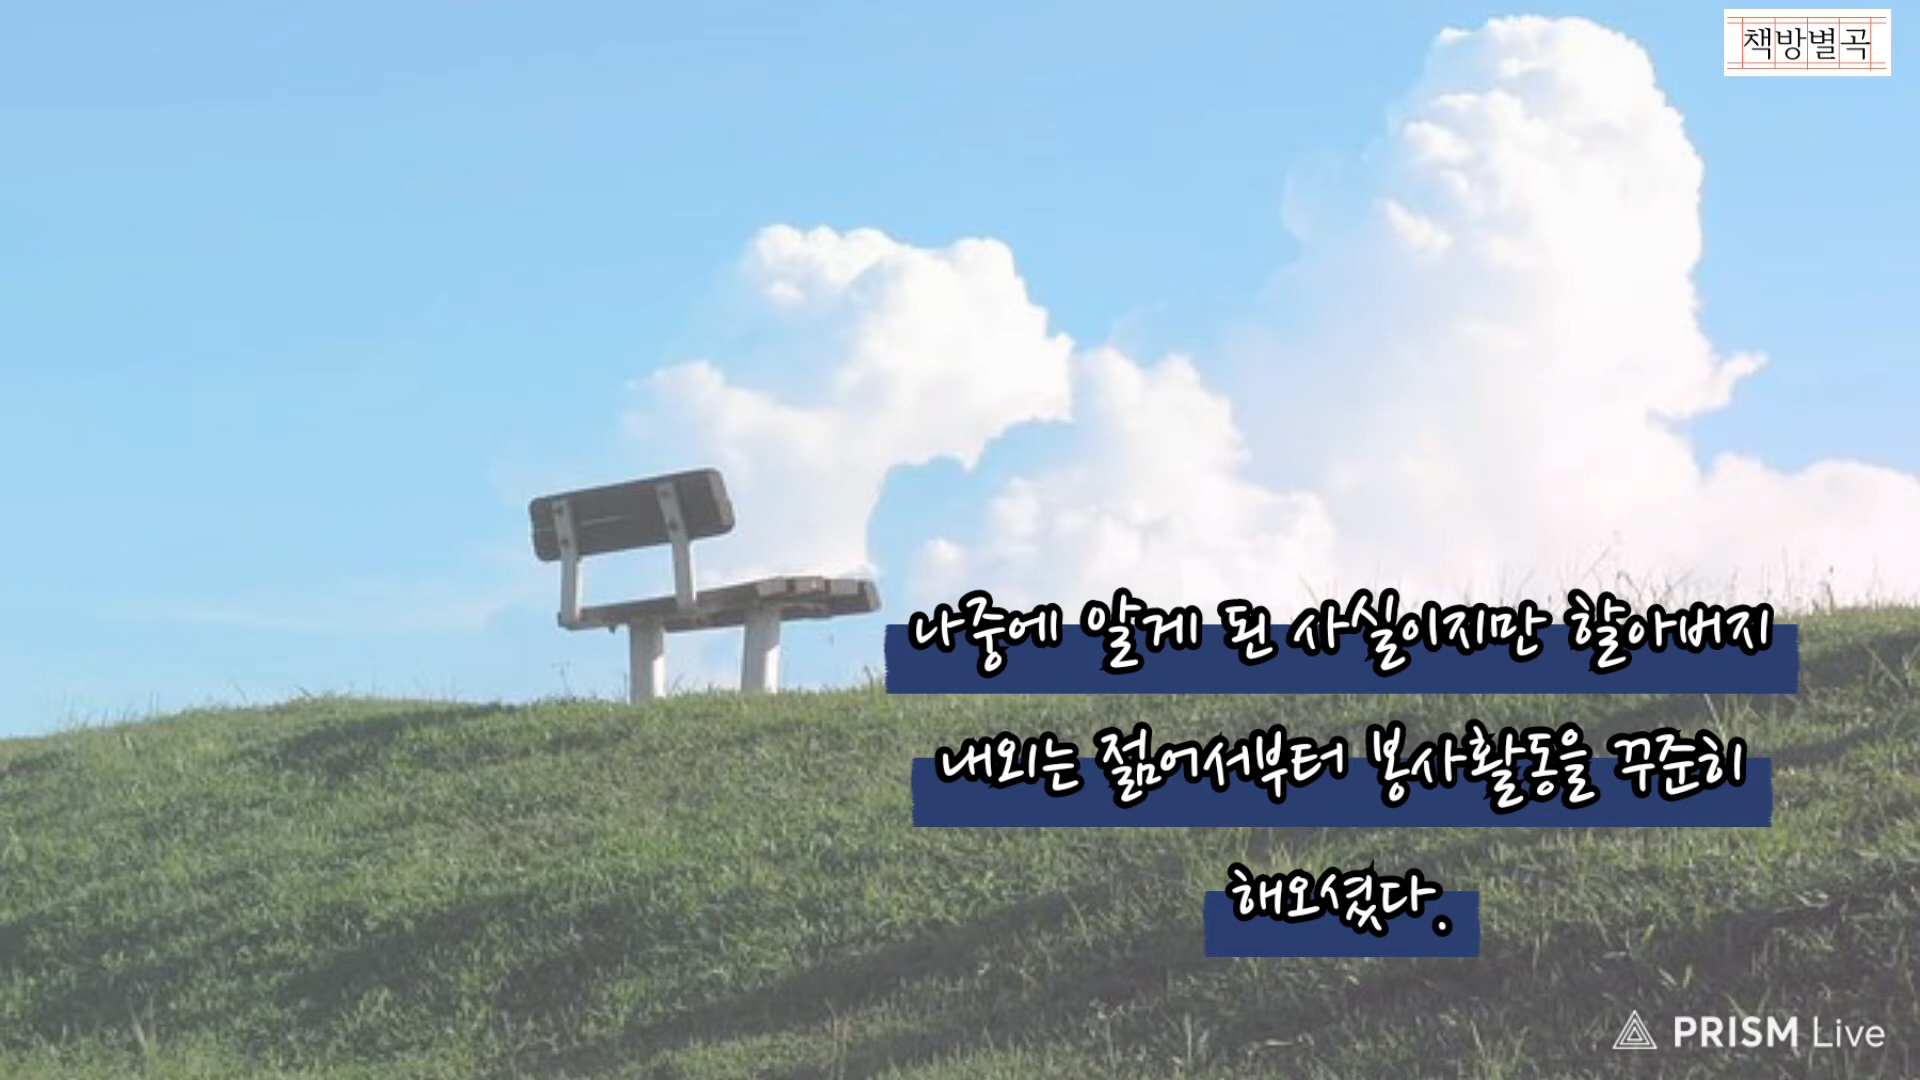 책방별곡
나중에 알게 된 사실이지만 할아버지
내외는 젊어서부터 봉사활동을 꾸준히
해오셨다.
PRISM Live